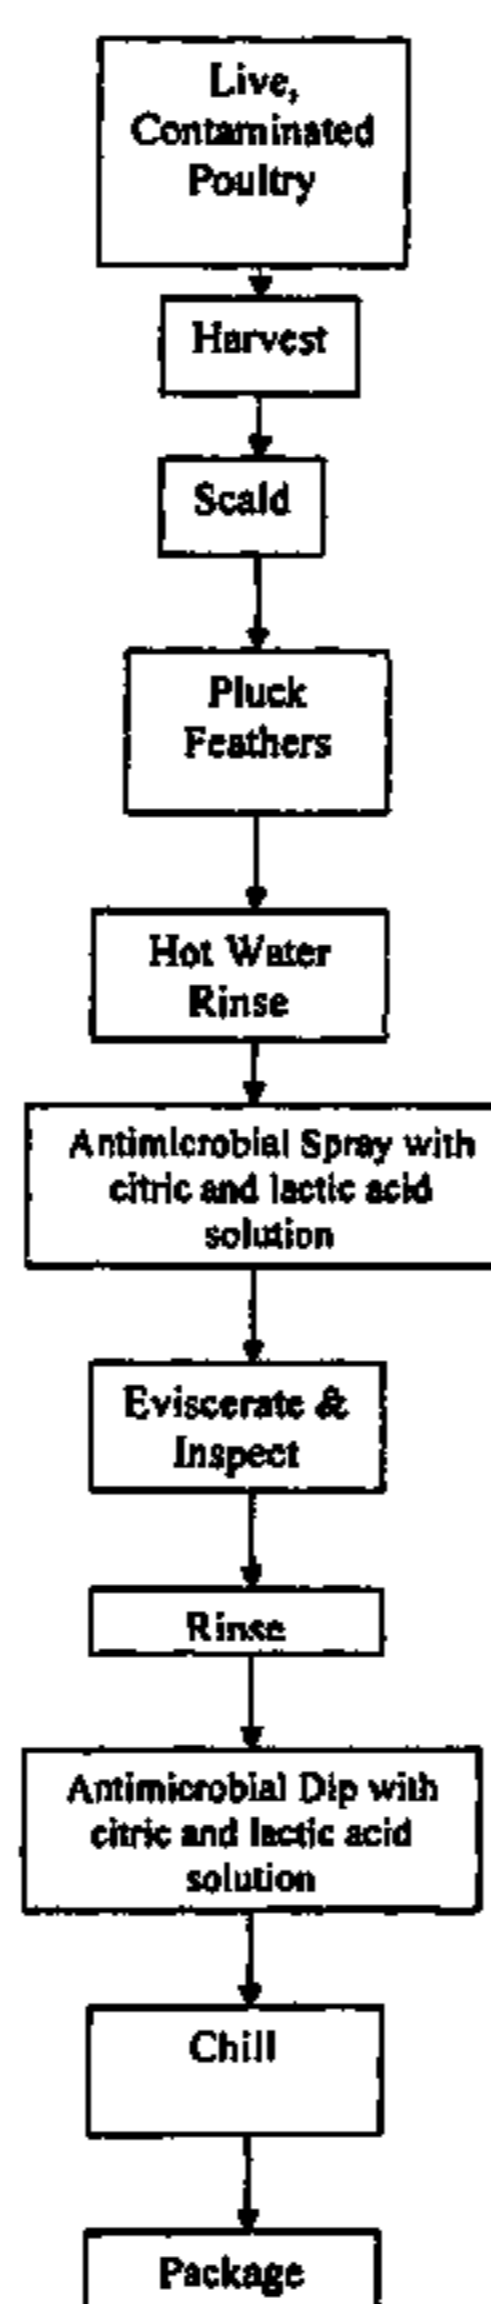 Live,
Contaminated
Poultry
Harvest
Scald
Pluck
Feathers
Hot Water
Rinse
Antimicrobial Spray with
citric and lactic acid
solution
Eviscerate &
Inspect
Rinse
Antimicrobial Dip with
citric and lactic acid
solution
Chill
Package